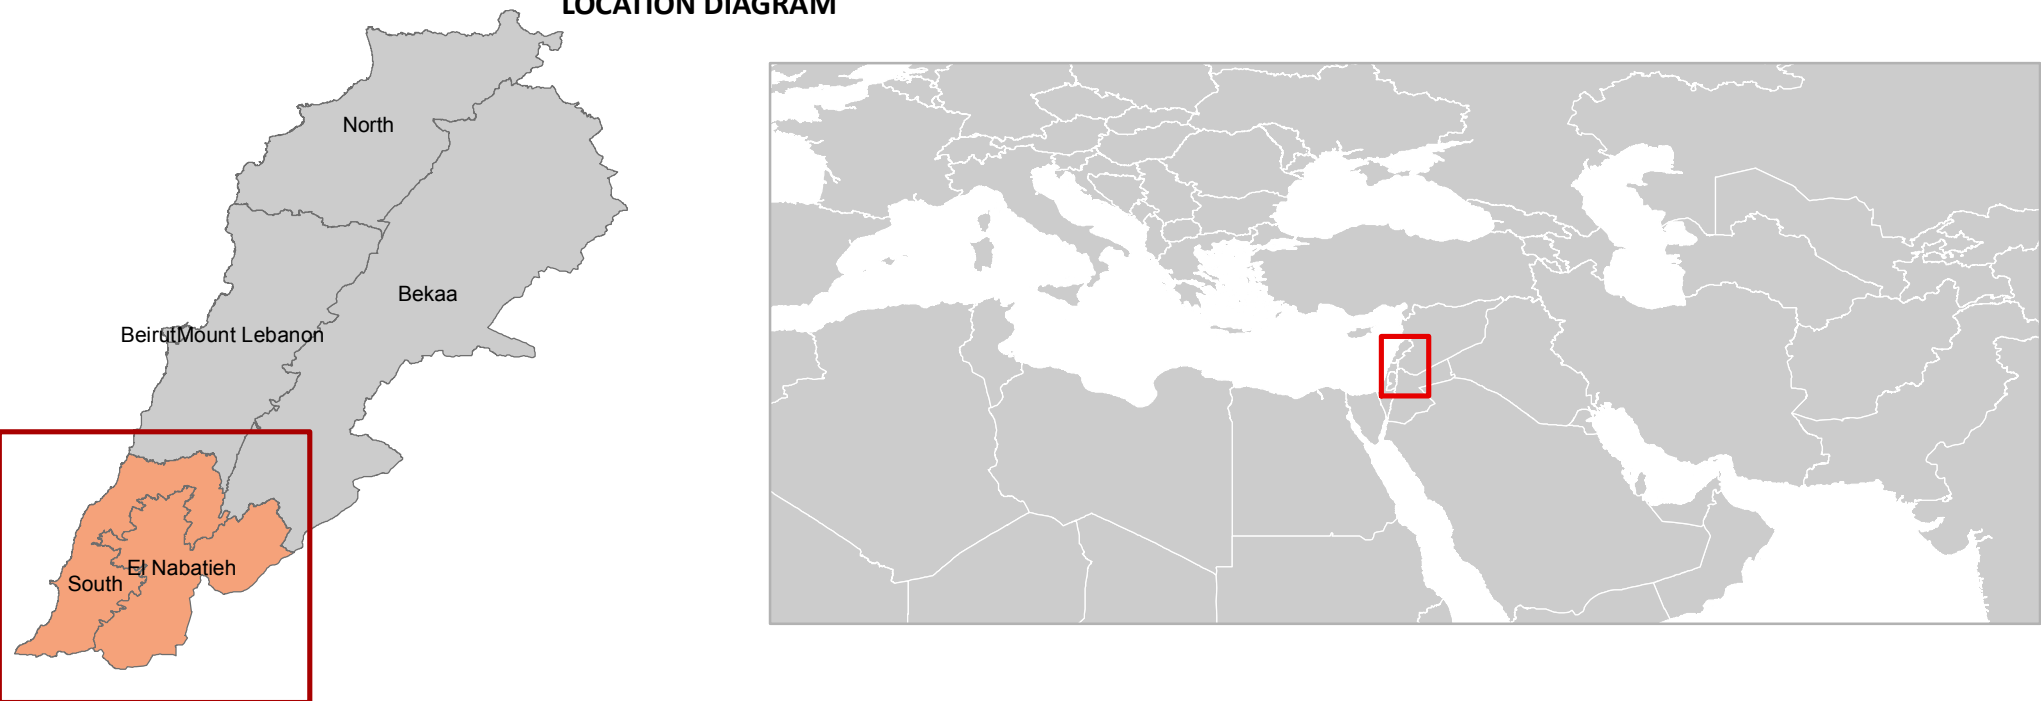 LOCATION DIAGRAM
North
Bekaa
Beirut
Mount Lebanon
El Nabatieh
South